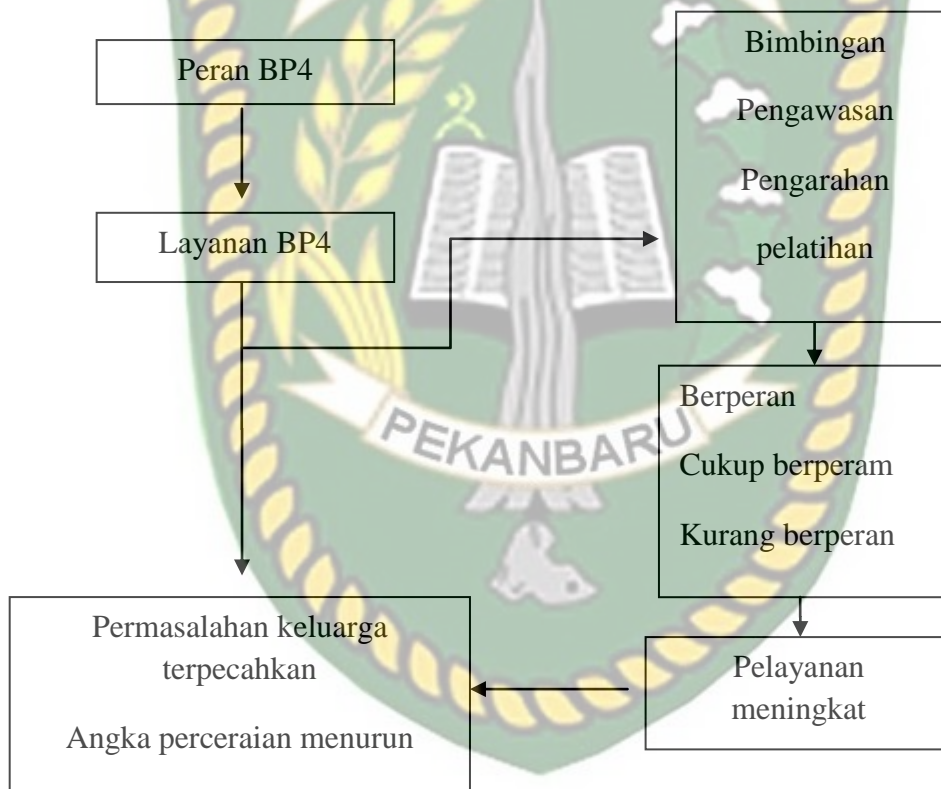 Peran BP4
Layanan BP4
Bimbingan
Pengawasan
Pengarahan
pelatihan
Berperan
Cukup berperam
Kurang berperan
Pelayanan
meningkat
Permasalahan keluarga
terpecahkan
Angka perceraian menurun
PEKANBARU